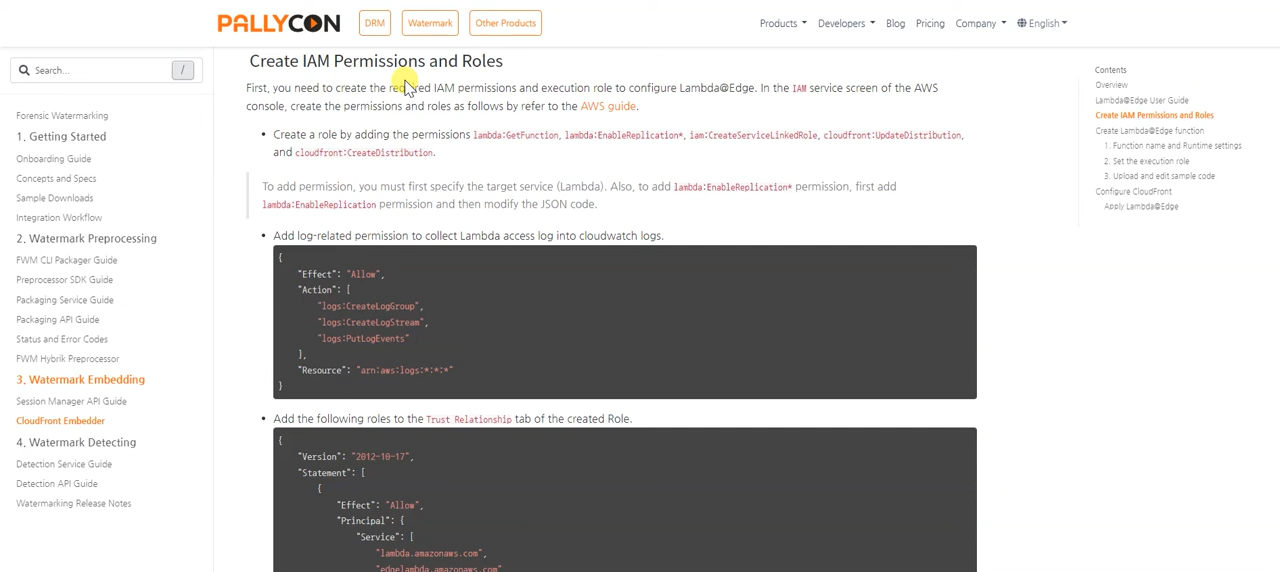 PALLYCON
DRM
Watermark
Other Products
Products
Developers
Blog
Pricing
Company
English
Search...
/
Forensic Watermarking
1. Getting Started
Onboarding Guide
Concepts and Specs
Sample Downloads
Integration Workflow
2. Watermark Preprocessing
FWM CLI Packager Guide
Preprocessor SDK Guide
Packaging Service Guide
Packaging API Guide
Status and Error Codes
FWM Hybrik Preprocessor
3. Watermark Embedding
Session Manager API Guide
CloudFront Embedder
4. Watermark Detecting
Detection Service Guide
Detection API Guide
Watermarking Release Notes
Create IAM Permissions and Roles
First, you need to create the required IAM permissions and execution role to configure Lambda@Edge. In the IAM service screen of the AWS
console, create the permissions and roles as follows by refer to the AWS guide.
• Create a role by adding the permissions lambda:GetFunction, lambda:EnableReplication*, iam:CreateServiceLinkedRole, cloudfront:UpdateDistribution,
and cloudfront:CreateDistribution.
To add permission, you must first specify the target service (Lambda). Also, to add lambda:EnableReplication* permission, first add
lambda:EnableReplication permission and then modify the JSON code.
• Add log-related permission to collect Lambda access log into cloudwatch logs.
{
"Effect": "Allow",
"Action": [
"logs:CreateLogGroup",
"logs:CreateLogStream",
"logs:PutLogEvents"
],
"Resource": "arn:aws:logs:*:*:*"
}
• Add the following roles to the Trust Relationship tab of the created Role.
{
"Version": "2012-10-17",
"Statement": [
{
"Effect": "Allow",
"Principal": {
"Service": [
"lambda.amazonaws.com",
"edgelambda.amazonaws.com"
Contents
Overview
Lambda@Edge User Guide
Create IAM Permissions and Roles
Create Lambda@Edge function
1. Function name and Runtime settings
2. Set the execution role
3. Upload and edit sample code
Configure CloudFront
Apply Lambda@Edge